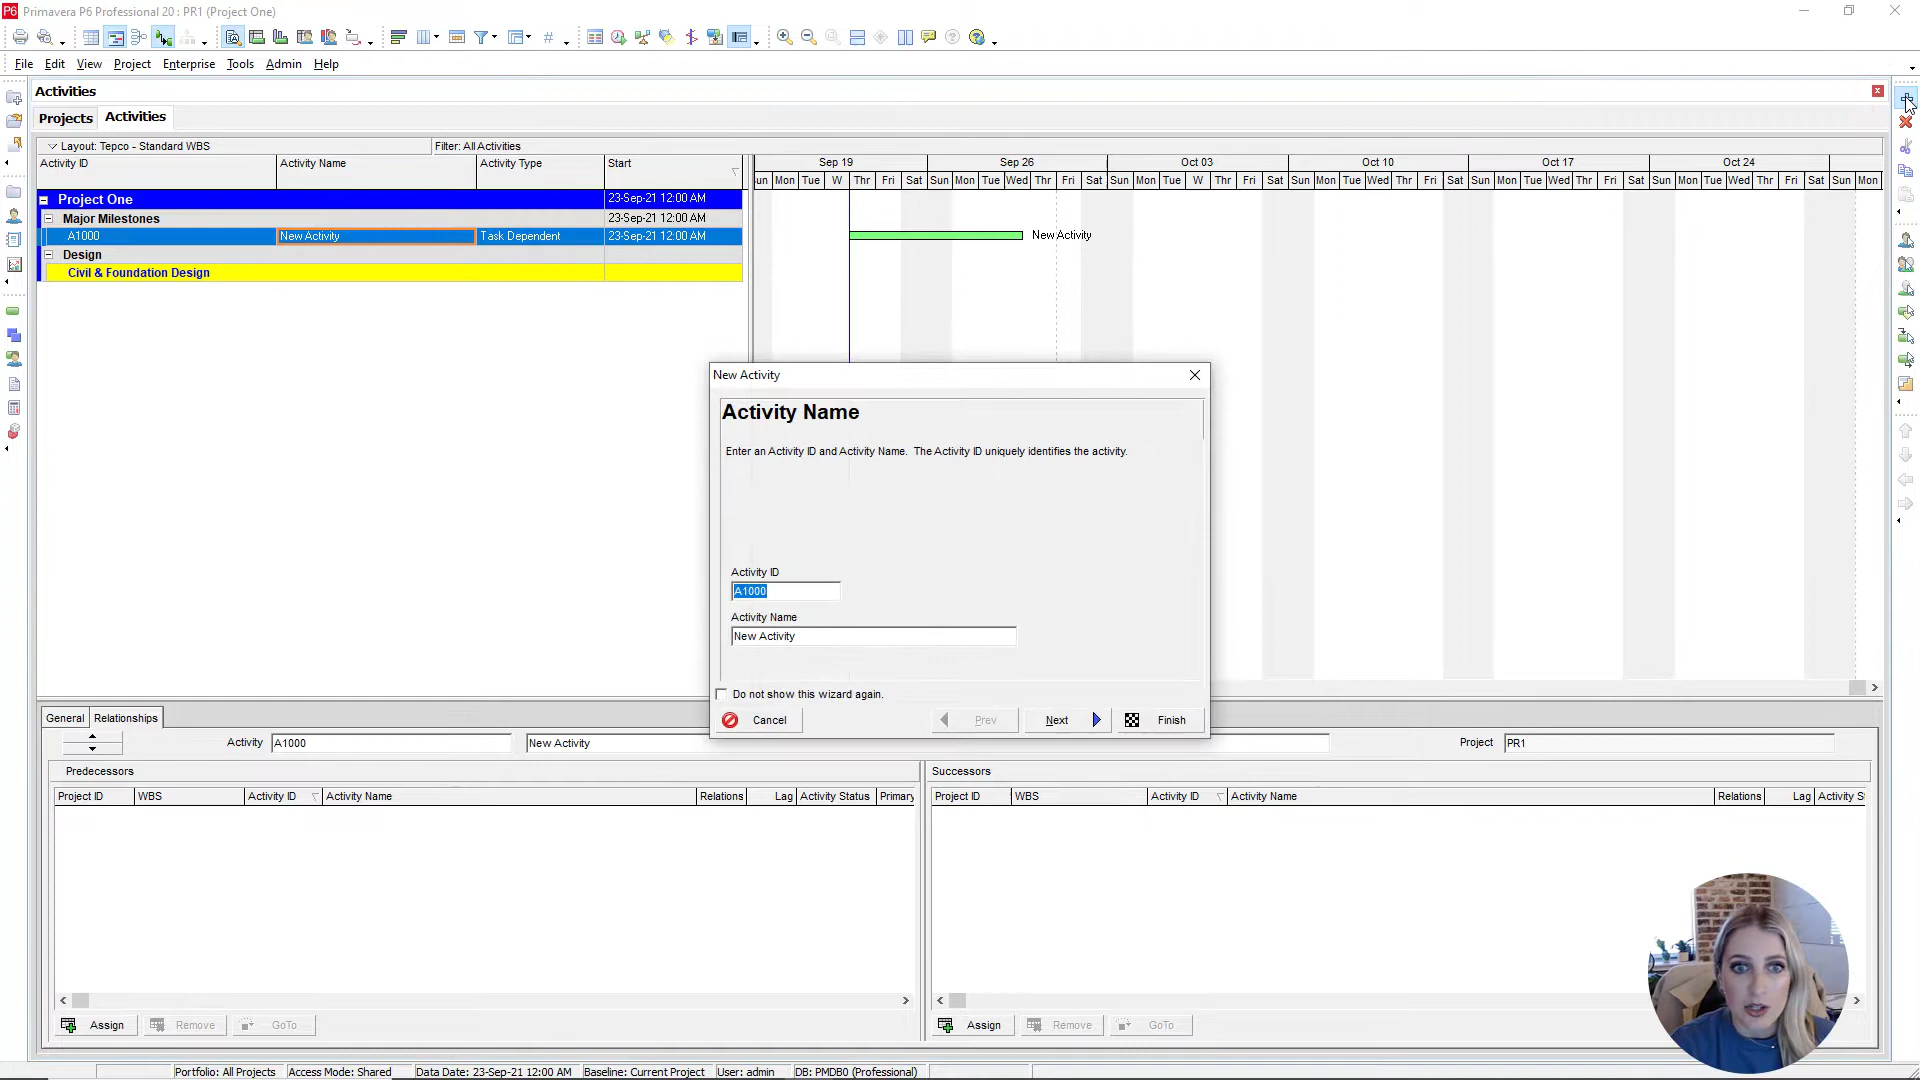 P6 Primavera P6 Professional 20 : PR1 (Project One)
File Edit View Project Enterprise Tools Admin Help
Activities
Projects Activities
Layout: Tepco - Standard WBS Filter: All Activities
Activity ID Activity Name Activity Type Start
Sep 19 Sep 26 Oct 03 Oct 10 Oct 17 Oct 24
un Mon Tue W Thr Fri Sat Sun Mon Tue Wed Thr Fri Sat Sun Mon Tue W Thr Fri Sat Sun Mon Tue Wed Thr Fri Sat Sun Mon Tue Wed Thr Fri Sat Sun Mon Tue Wed Thr Fri Sat Sun Mon
Project One 23-Sep-21 12:00 AM
Major Milestones 23-Sep-21 12:00 AM
A1000 New Activity Task Dependent 23-Sep-21 12:00 AM New Activity
Design
Civil & Foundation Design
New Activity
Activity Name
Enter an Activity ID and Activity Name. The Activity ID uniquely identifies the activity.
Activity ID
A1000
Activity Name
New Activity
Do not show this wizard again.
Cancel Prev Next Finish
General Relationships
Activity A1000 New Activity Project PR1
Predecessors Successors
Project ID WBS Activity ID Activity Name Relations Lag Activity Status Primary
Project ID WBS Activity ID Activity Name Relations Lag Activity S
Assign Remove GoTo Assign Remove GoTo
Portfolio: All Projects Access Mode: Shared Data Date: 23-Sep-21 12:00 AM Baseline: Current Project User: admin DB: PMDB0 (Professional)